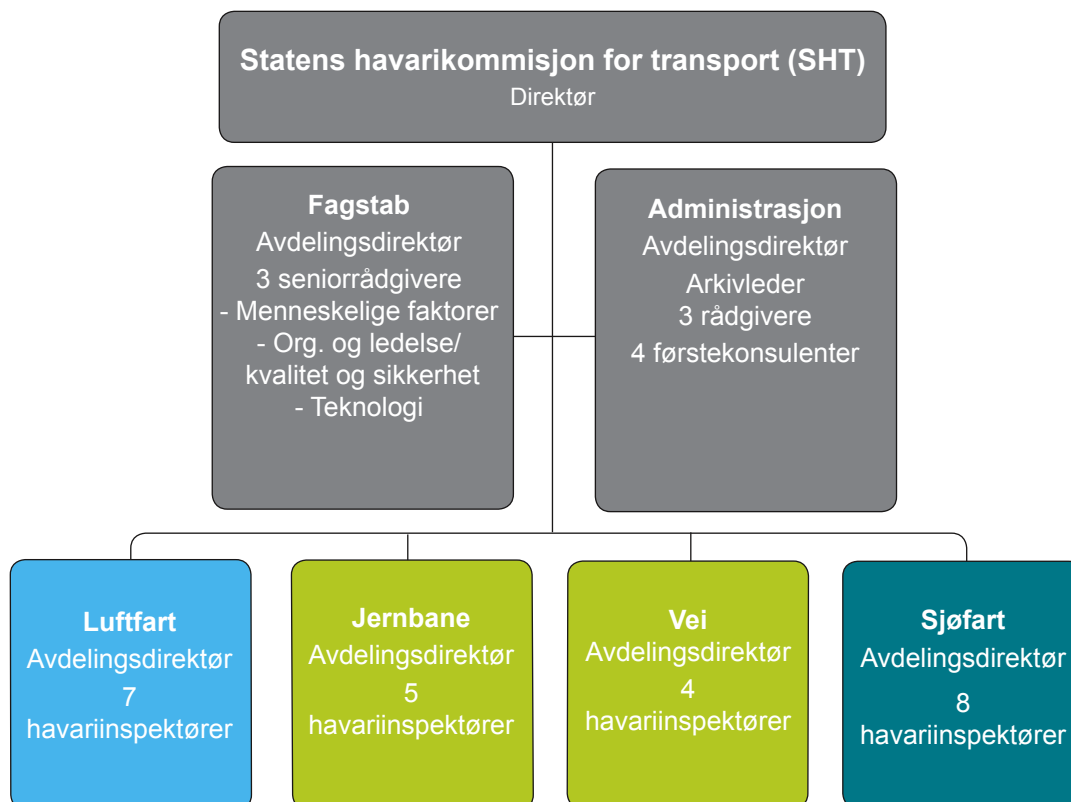 Statens havarikommisjon for transport (SHT)
Direktør
Fagstab
Avdelingsdirektør
3 seniorrådgivere
- Menneskelige faktorer
- Org. og ledelse/
kvalitet og sikkerhet
- Teknologi
Administrasjon
Avdelingsdirektør
Arkivleder
3 rådgivere
4 førstekonsulenter
Luftfart
Avdelingsdirektør
7
havariinspektører
Jernbane
Avdelingsdirektør
5
havariinspektører
Vei
Avdelingsdirektør
4
havariinspektører
Sjøfart
Avdelingsdirektør
8
havariinspektører